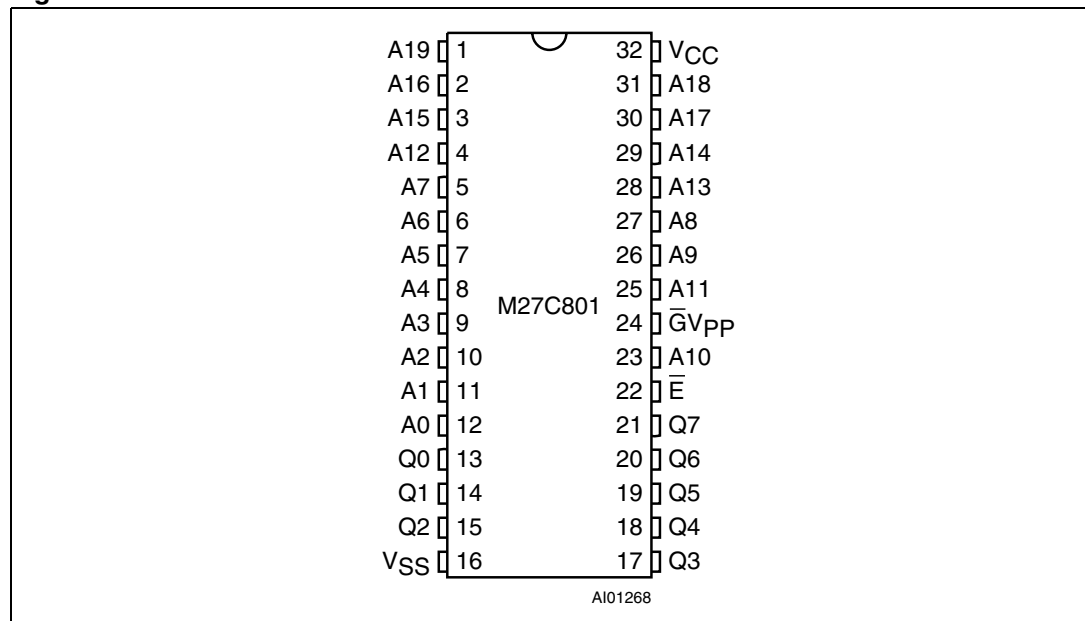 A19 1 32 VCC
A16 2 31 A18
A15 3 30 A17
A12 4 29 A14
A7 5 28 A13
A6 6 27 A8
A5 7 26 A9
A4 8 25 A11
M27C801
A3 9 24 G̅VPP
A2 10 23 A10
A1 11 22 E̅
A0 12 21 Q7
Q0 13 20 Q6
Q1 14 19 Q5
Q2 15 18 Q4
VSS 16 17 Q3
AI01268